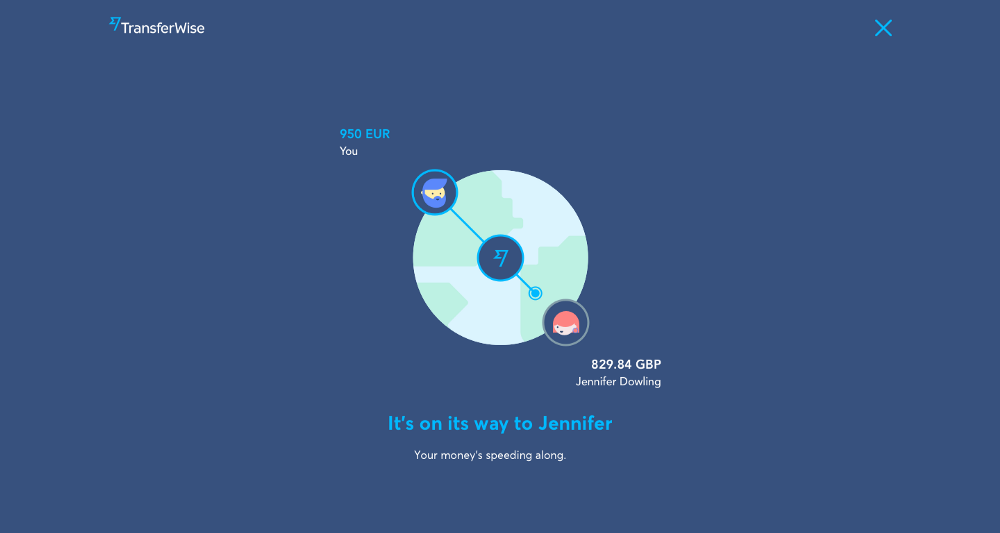 TransferWise
950 EUR
You
829.84 GBP
Jennifer Dowling
It's on its way to Jennifer
Your money's speeding along.